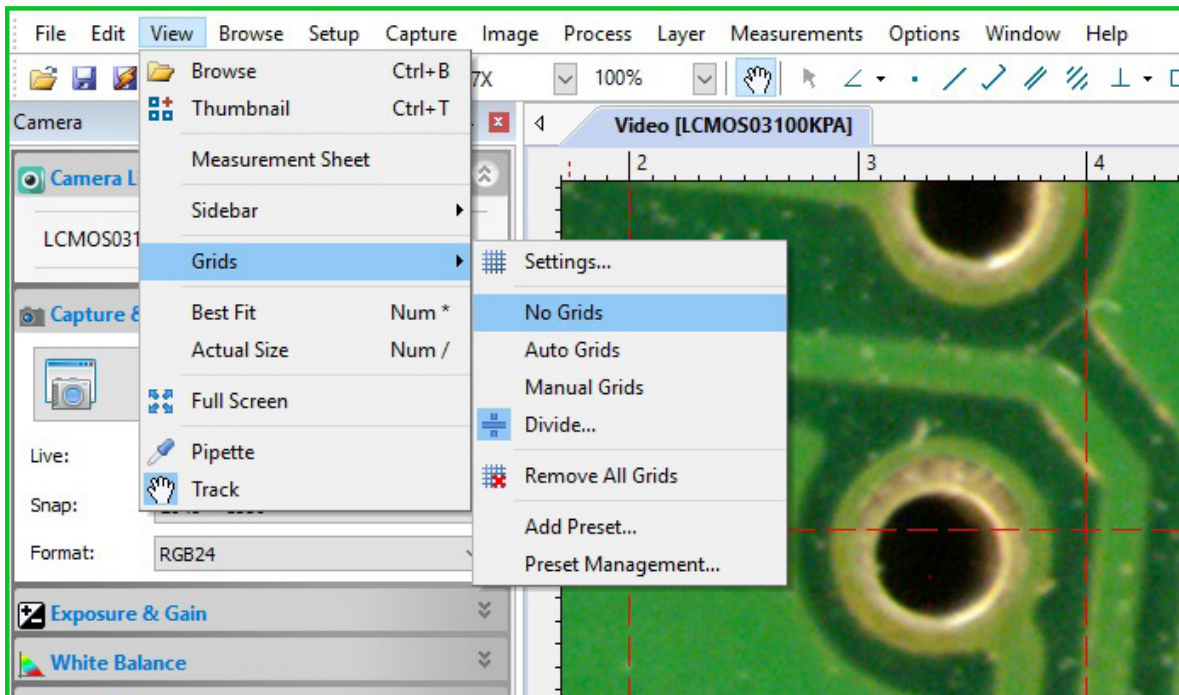 File Edit View Browse Setup Capture Image Process Layer Measurements Options Window Help
7X 100%
Camera
Video [LCMOS03100KPA]
2 3 4
Camera L
LCMOS031
Capture &
Live:
Snap:
Format: RGB24
Exposure & Gain
White Balance
Browse Ctrl+B
Thumbnail Ctrl+T
Measurement Sheet
Sidebar
Grids
Best Fit Num *
Actual Size Num /
Full Screen
Pipette
Track
Settings...
No Grids
Auto Grids
Manual Grids
Divide...
Remove All Grids
Add Preset...
Preset Management...